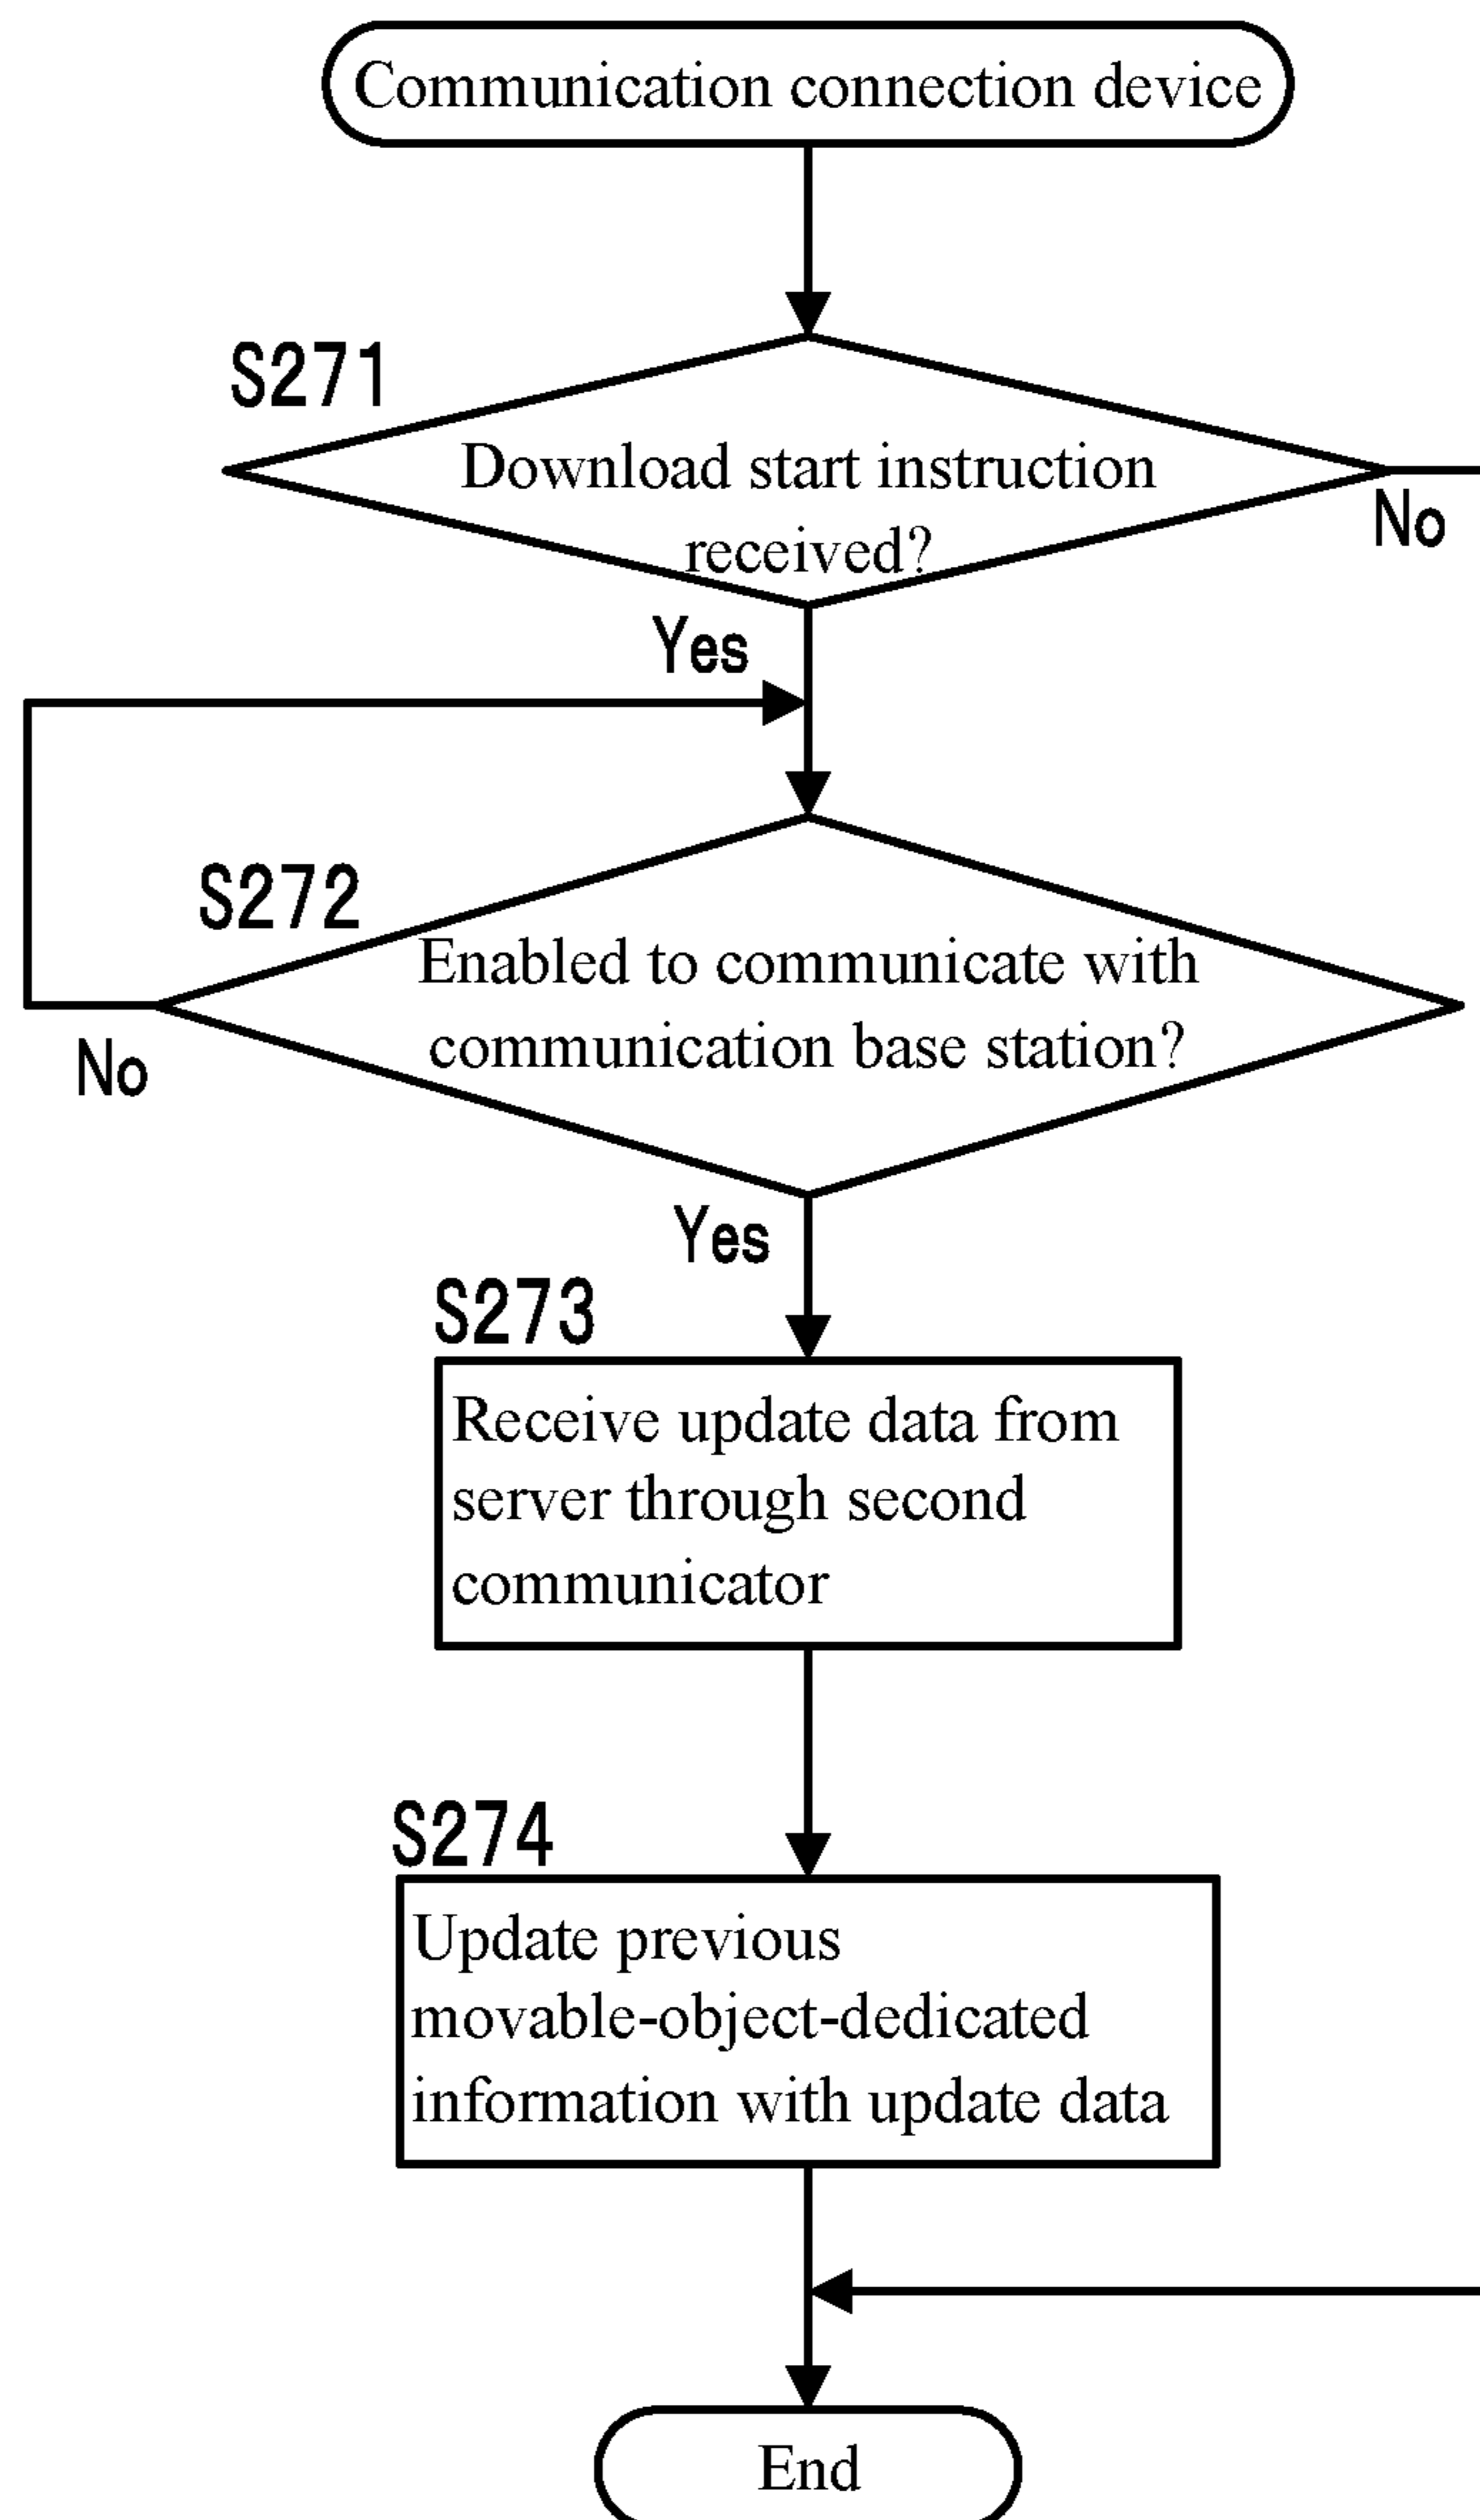 Communication connection device
S271
Download start instruction
received?
No
Yes
S272
Enabled to communicate with
communication base station?
No
Yes
S273
Receive update data from
server through second
communicator
S274
Update previous
movable-object-dedicated
information with update data
End